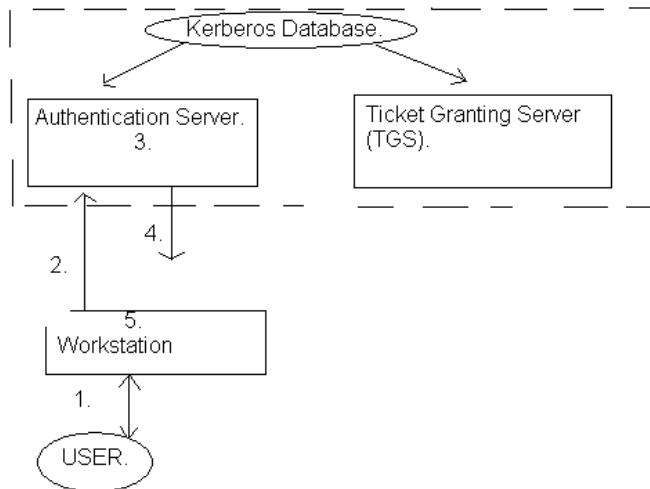 Kerberos Database.
Authentication Server.
3.
Ticket Granting Server
(TGS).
4.
2.
5.
Workstation
1.
USER.